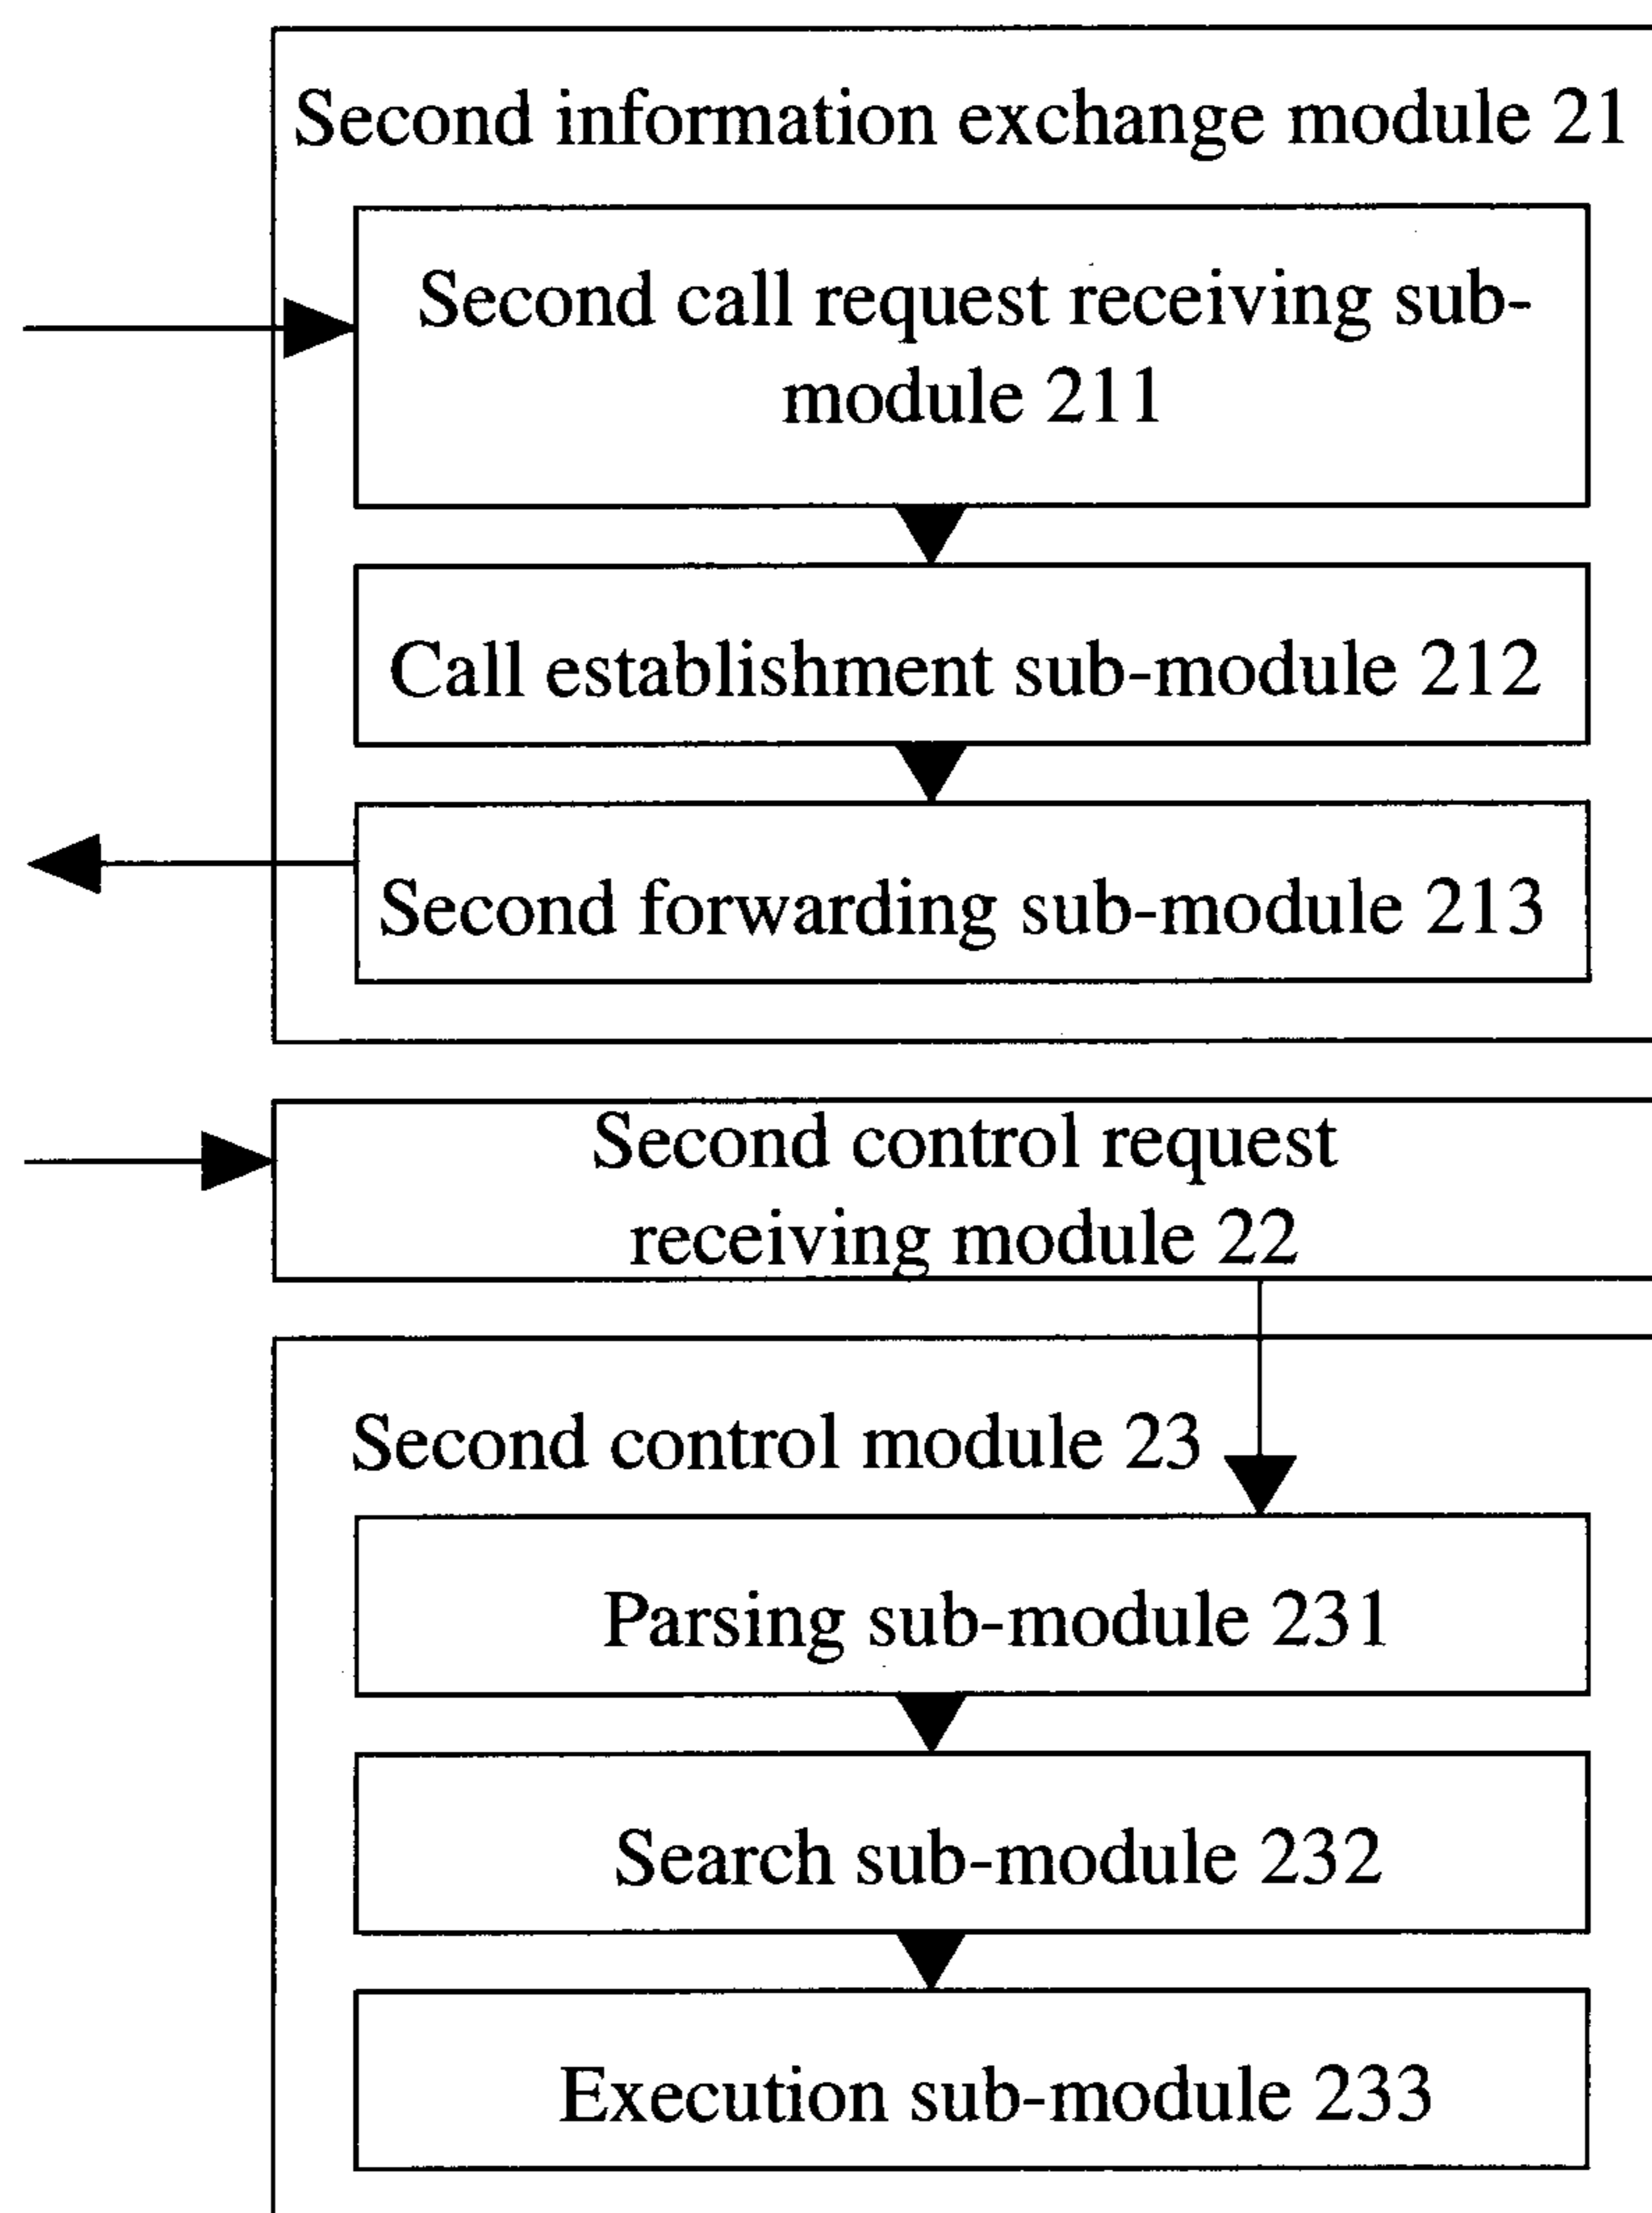 Second information exchange module 21
Second call request receiving sub-
module 211
Call establishment sub-module 212
Second forwarding sub-module 213
Second control request
receiving module 22
Second control module 23
Parsing sub-module 231
Search sub-module 232
Execution sub-module 233